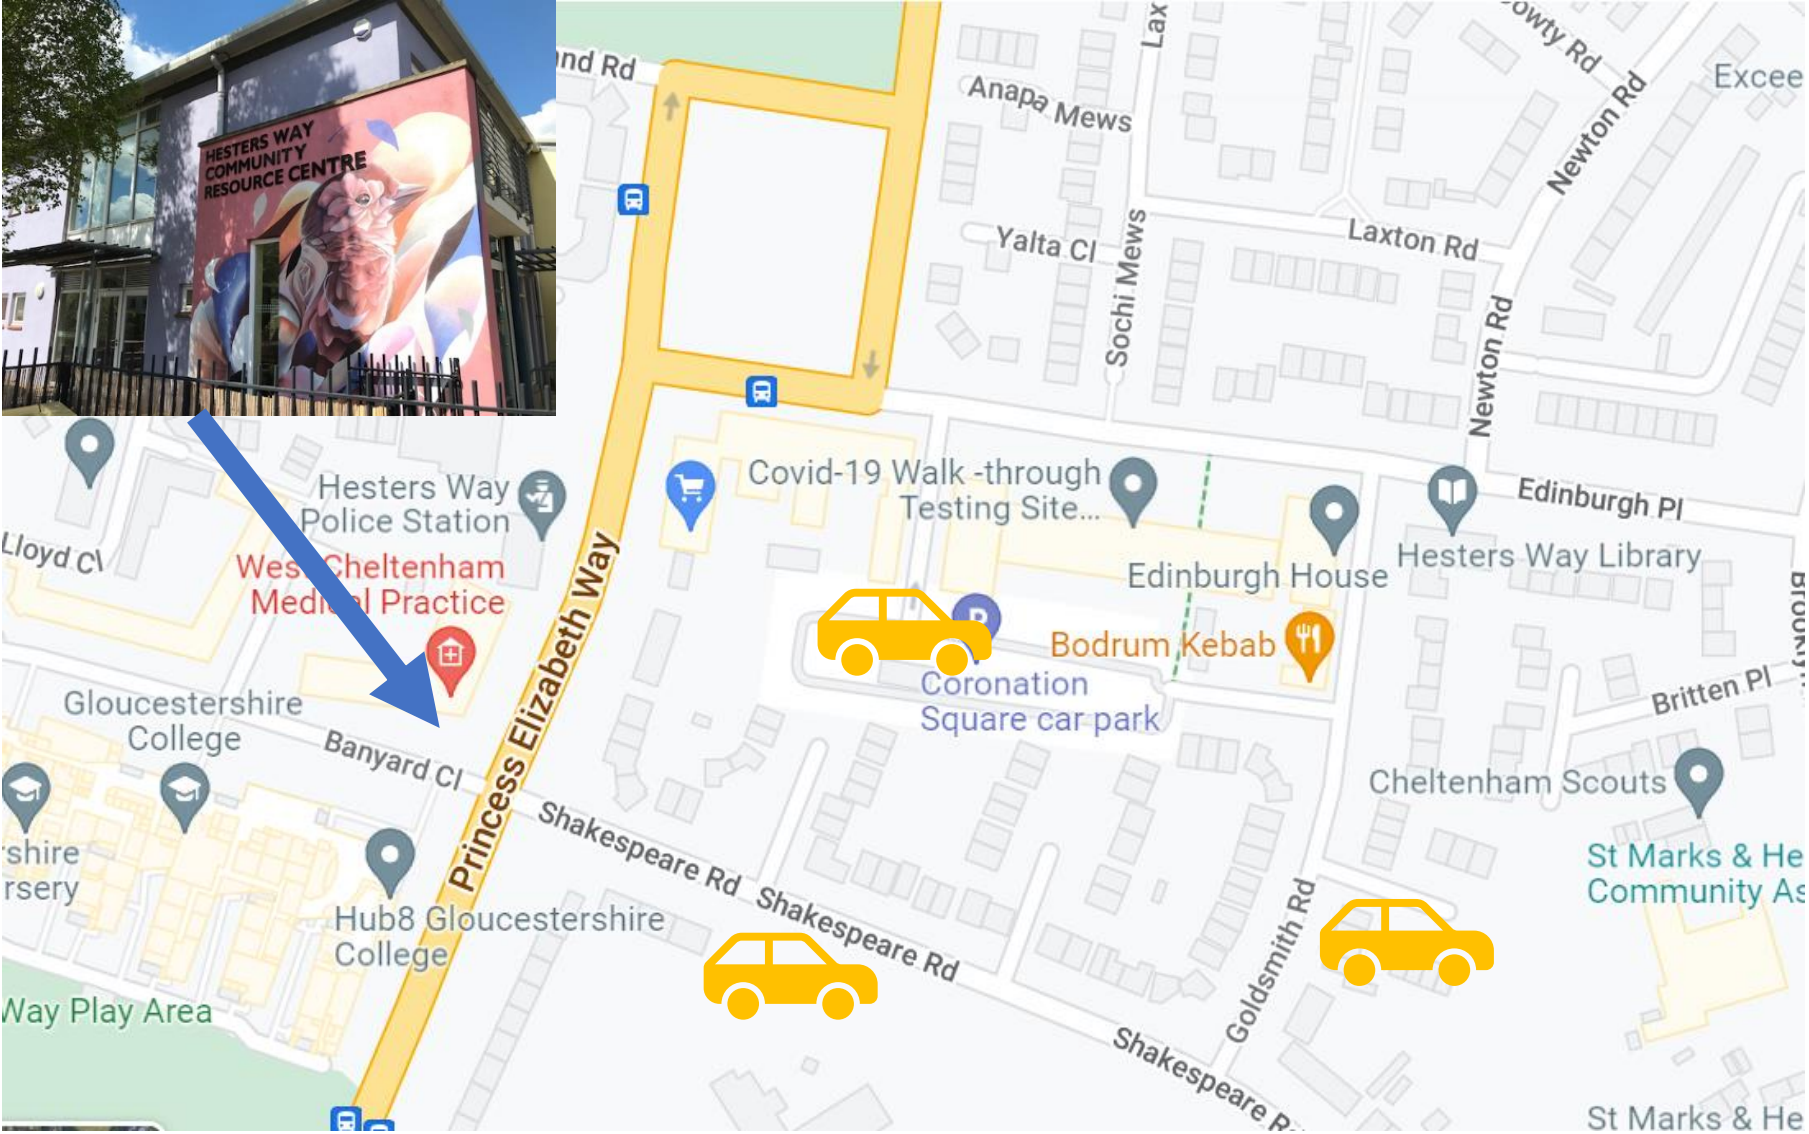 HESTERS WAY
COMMUNITY
RESOURCE CENTRE
nd Rd
Lax
owty Rd
Excee
Anapa Mews
Newton Rd
Yalta Cl
Sochi Mews
Laxton Rd
Newton Rd
Hesters Way
Police Station
Covid-19 Walk -through
Testing Site...
Edinburgh Pl
Hesters Way Library
Edinburgh House
Lloyd Cl
West Cheltenham
Medical Practice
Princess Elizabeth Way
P
Bodrum Kebab
Coronation
Square car park
Britten Pl
Gloucestershire
College
Banyard Cl
Cheltenham Scouts
Shakespeare Rd
Shakespeare Rd
rshire
rsery
St Marks & He
Community As
Hub8 Gloucestershire
College
Goldsmith Rd
Way Play Area
Shakespeare R
St Marks & He